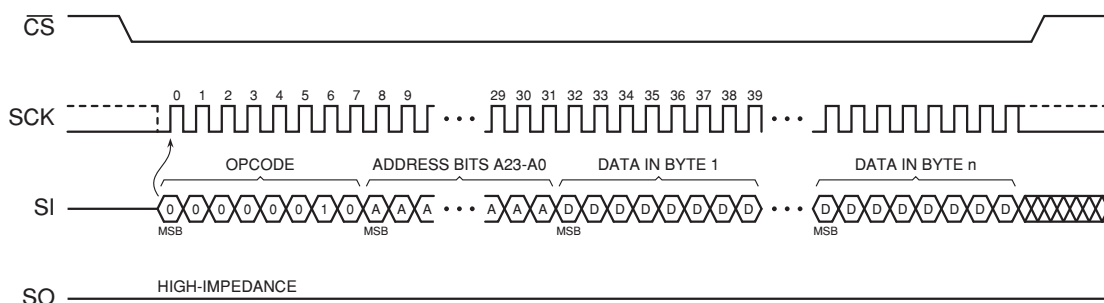 CS
SCK
0 1 2 3 4 5 6 7 8 9 29 30 31 32 33 34 35 36 37 38 39
OPCODE ADDRESS BITS A23-A0 DATA IN BYTE 1 DATA IN BYTE n
SI 0 0 0 0 0 0 1 0 A A A A A A D D D D D D D D D D D D D D D D
MSB MSB MSB MSB
HIGH-IMPEDANCE
SO